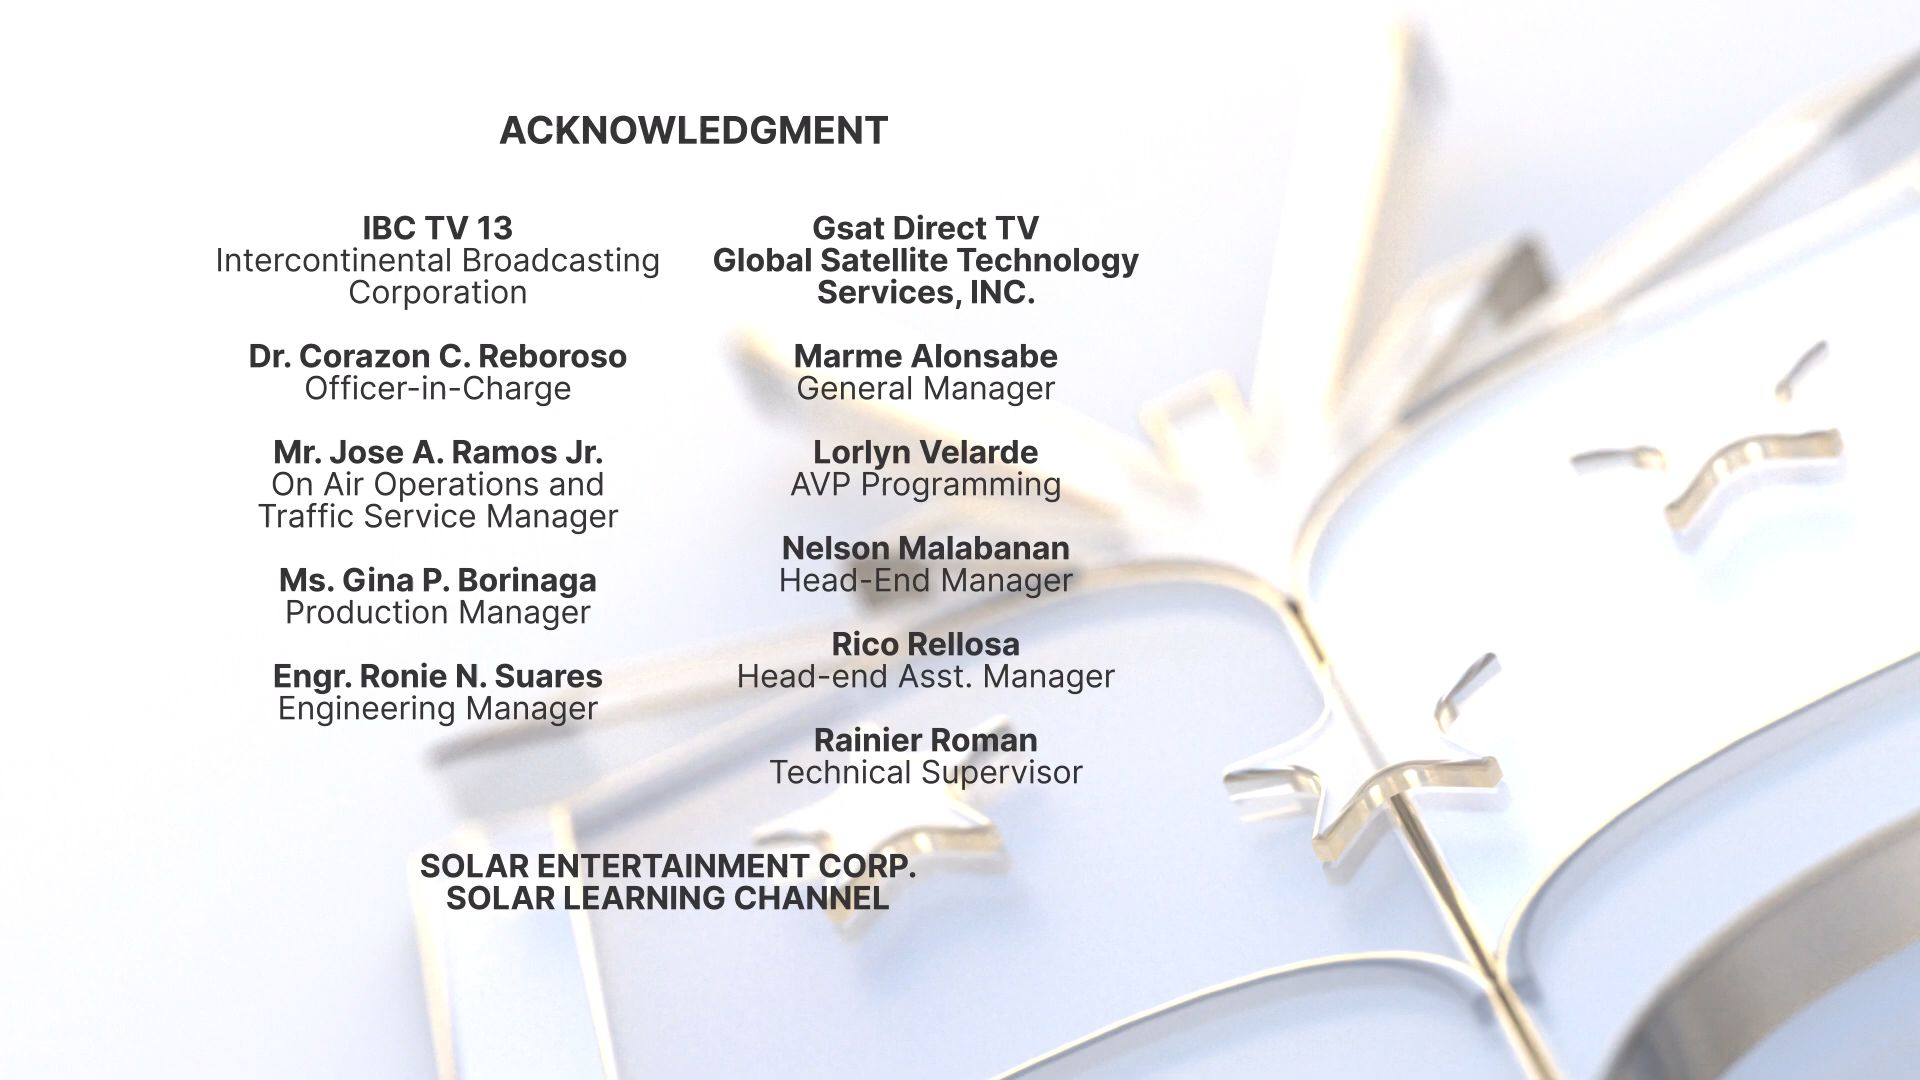 ACKNOWLEDGMENT
IBC TV 13
Intercontinental Broadcasting
Corporation
Dr. Corazon C. Reboroso
Officer-in-Charge
Mr. Jose A. Ramos Jr.
On Air Operations and
Traffic Service Manager
Ms. Gina P. Borinaga
Production Manager
Engr. Ronie N. Suares
Engineering Manager
Gsat Direct TV
Global Satellite Technology
Services, INC.
Marme Alonsabe
General Manager
Lorlyn Velarde
AVP Programming
Nelson Malabanan
Head-End Manager
Rico Rellosa
Head-end Asst. Manager
Rainier Roman
Technical Supervisor
SOLAR ENTERTAINMENT CORP.
SOLAR LEARNING CHANNEL